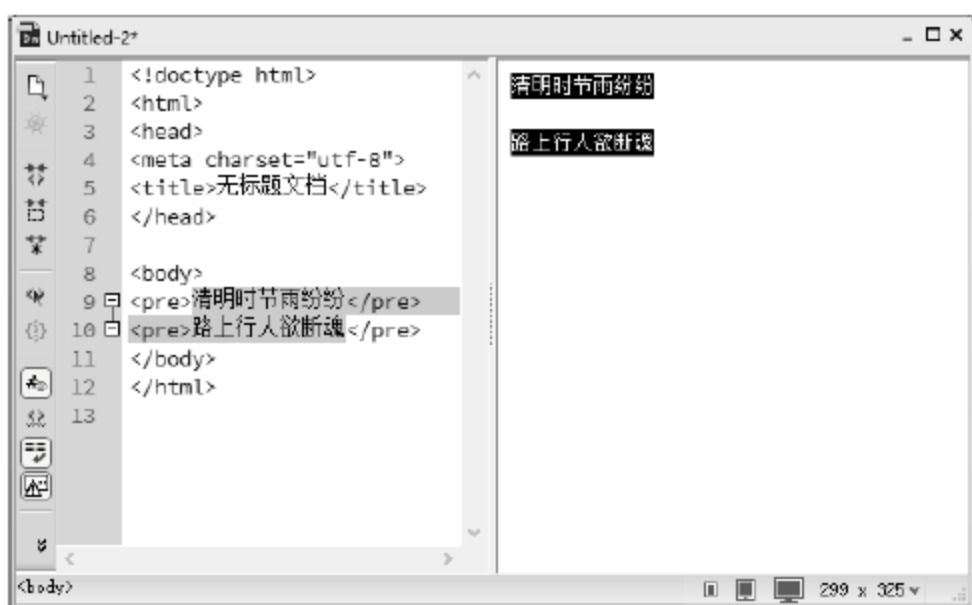 Untitled-2*
1 <!doctype html>
2 <html>
3 <head>
4 <meta charset="utf-8">
5 <title>无标题文档</title>
6 </head>
7
8 <body>
9 <pre>清明时节雨纷纷</pre>
10 <pre>路上行人欲断魂</pre>
11 </body>
12 </html>
13
清明时节雨纷纷
路上行人欲断魂
<body>
299 x 325